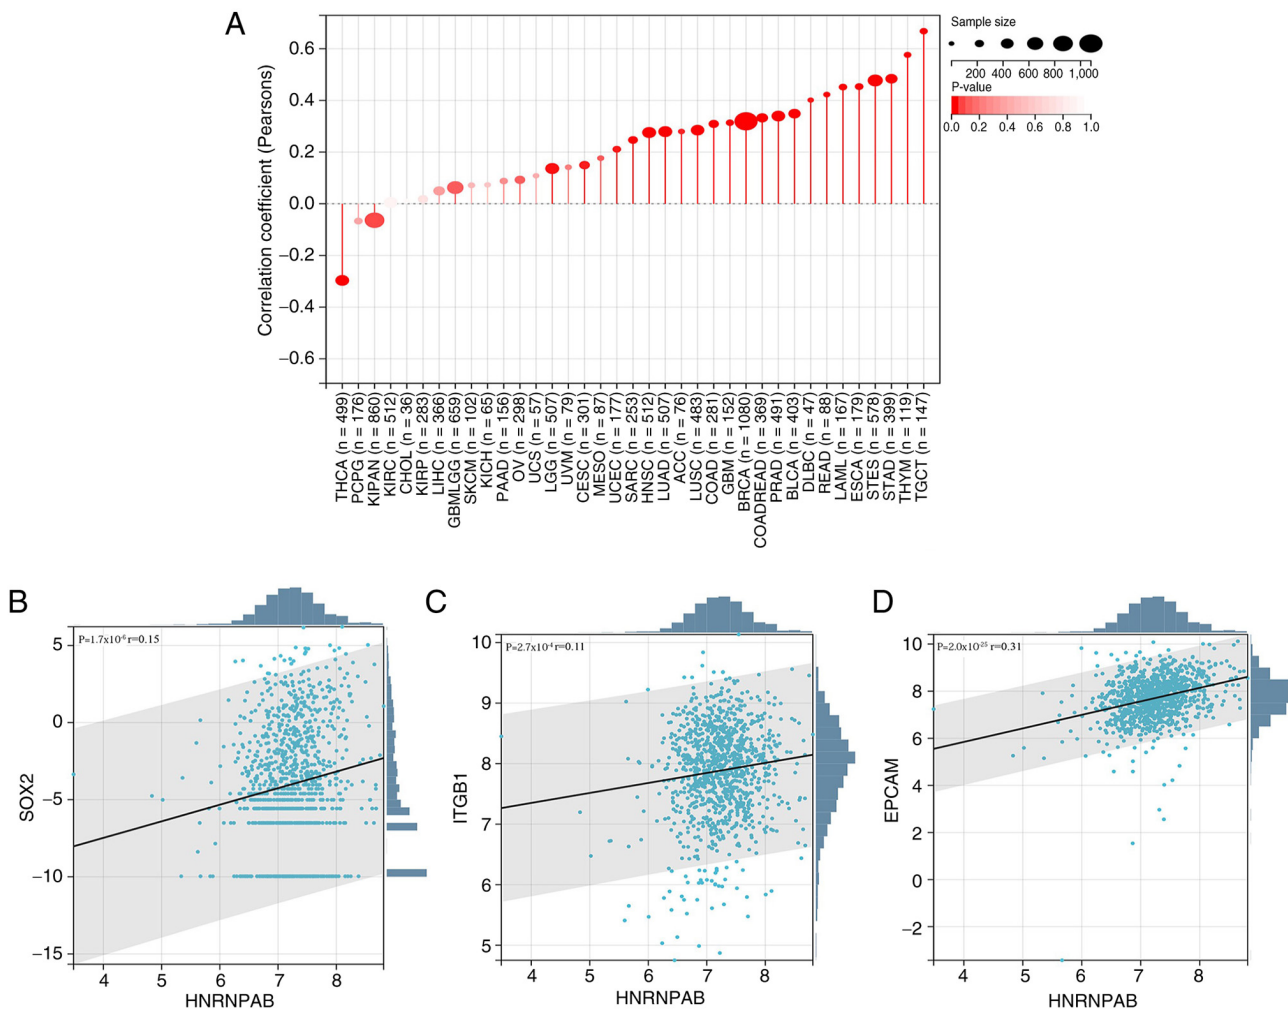 A
Correlation coefficient (Pearsons)
0.6
0.4
0.2
0.0
−0.2
−0.4
−0.6
THCA (n = 499)
PCPG (n = 176)
KIPAN (n = 860)
KIRC (n = 512)
CHOL (n = 36)
KIRP (n = 283)
LIHC (n = 366)
GBMLGG (n = 659)
SKCM (n = 102)
KICH (n = 65)
PAAD (n = 156)
OV (n = 298)
UCS (n = 57)
LGG (n = 507)
UVM (n = 79)
CESC (n = 301)
MESO (n = 87)
UCEC (n = 177)
SARC (n = 253)
HNSC (n = 512)
LUAD (n = 507)
ACC (n = 76)
LUSC (n = 483)
COAD (n = 281)
GBM (n = 152)
BRCA (n = 1080)
COADREAD (n = 369)
PRAD (n = 491)
BLCA (n = 403)
DLBC (n = 47)
READ (n = 88)
LAML (n = 167)
ESCA (n = 179)
STES (n = 578)
STAD (n = 399)
THYM (n = 119)
TGCT (n = 147)
Sample size
200 400 600 800 1,000
P-value
0.0 0.2 0.4 0.6 0.8 1.0
B
P=1.7x10⁻⁶ r=0.15
SOX2
5
0
−5
−10
−15
4 5 6 7 8
HNRNPAB
C
P=2.7x10⁻⁴ r=0.11
ITGB1
10
9
8
7
6
5
4 5 6 7 8
HNRNPAB
D
P=2.0x10⁻²⁵ r=0.31
EPCAM
10
8
6
4
2
0
−2
4 5 6 7 8
HNRNPAB